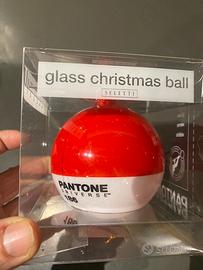 glass christmas ball
SELETTI
PANTONE
UNIVERSE
186